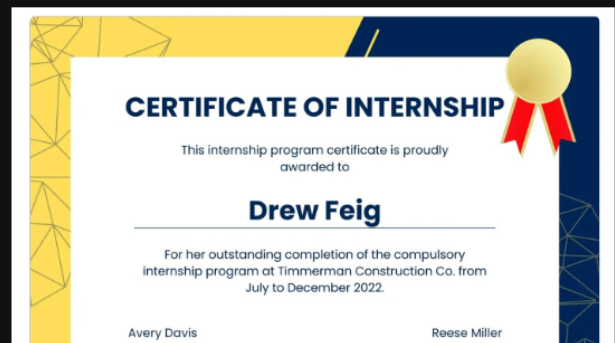 CERTIFICATE OF INTERNSHIP
This internship program certificate is proudly
awarded to
Drew Feig
For her outstanding completion of the compulsory
internship program at Timmerman Construction Co. from
July to December 2022.
Avery Davis Reese Miller